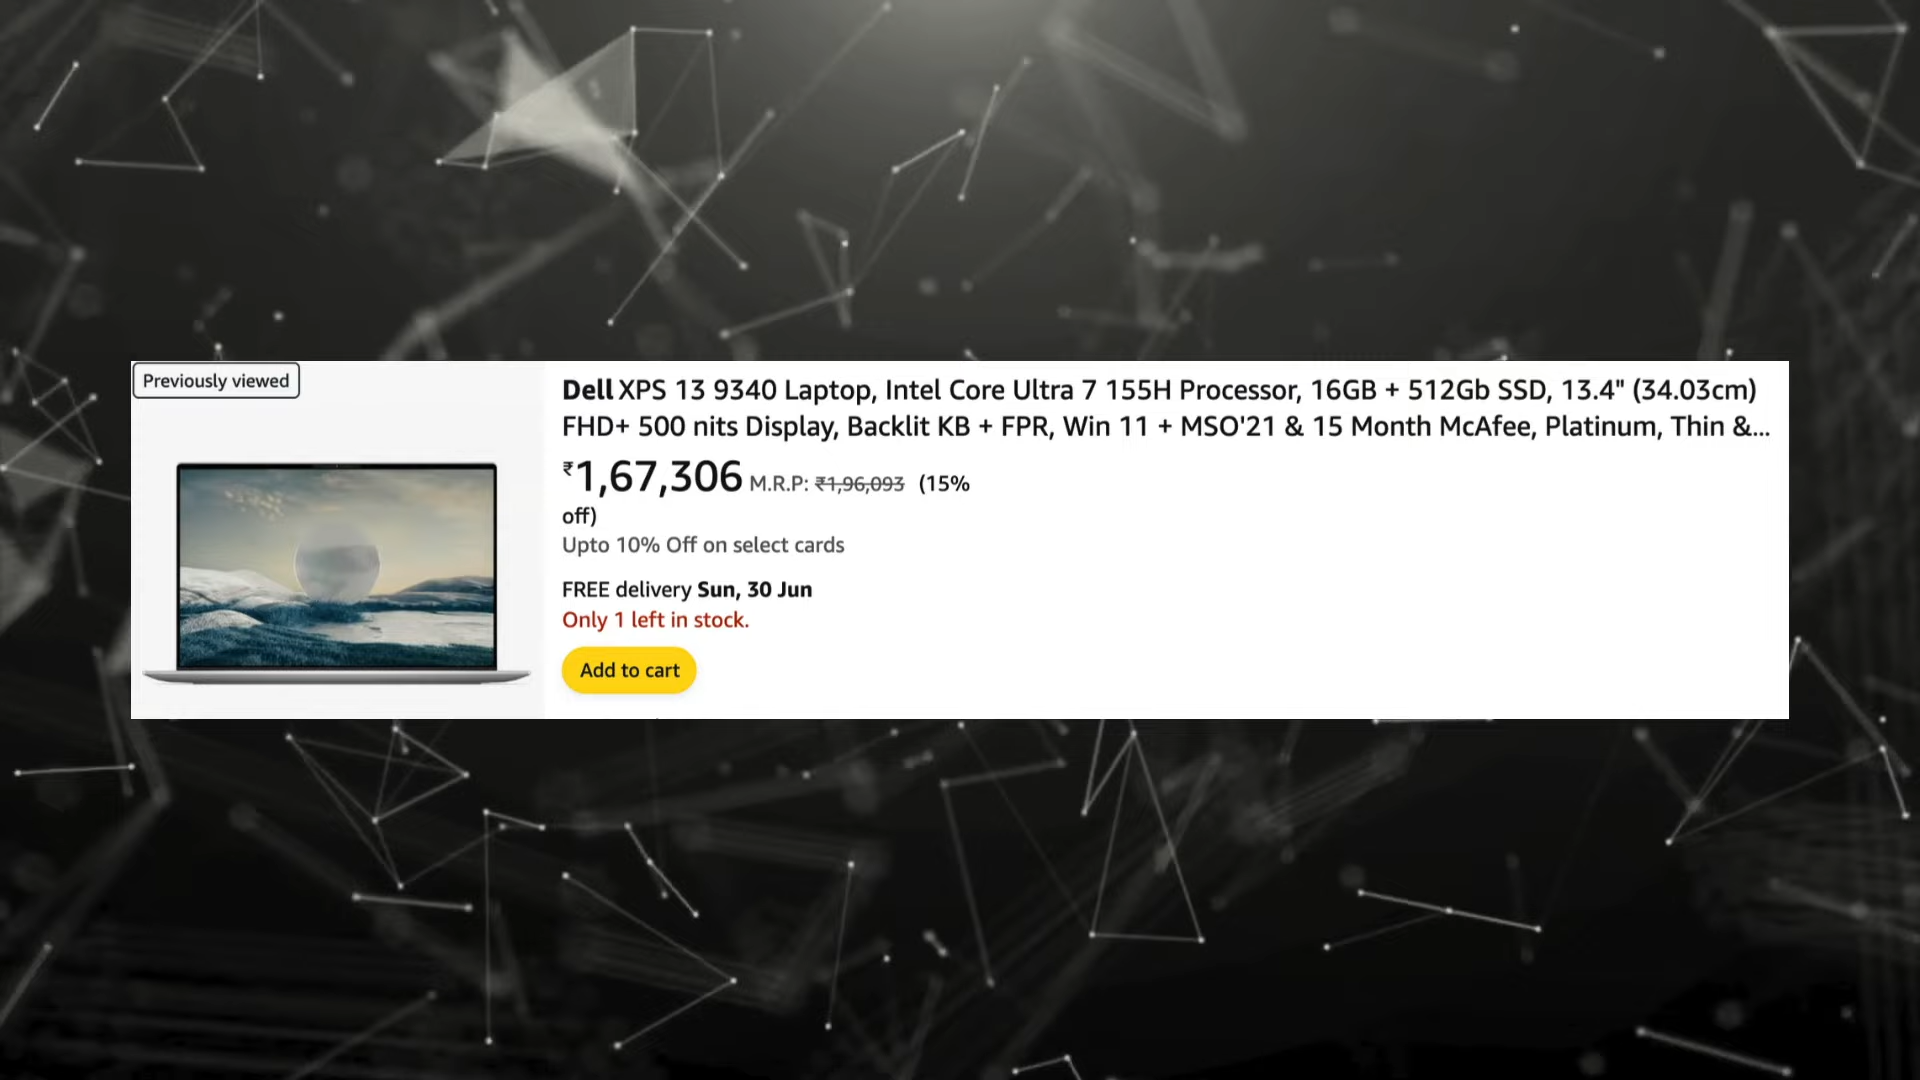 Previously viewed
Dell XPS 13 9340 Laptop, Intel Core Ultra 7 155H Processor, 16GB + 512Gb SSD, 13.4" (34.03cm)
FHD+ 500 nits Display, Backlit KB + FPR, Win 11 + MSO'21 & 15 Month McAfee, Platinum, Thin &...
₹1,67,306 M.R.P: ₹1,96,093 (15%
off)
Upto 10% Off on select cards
FREE delivery Sun, 30 Jun
Only 1 left in stock.
Add to cart